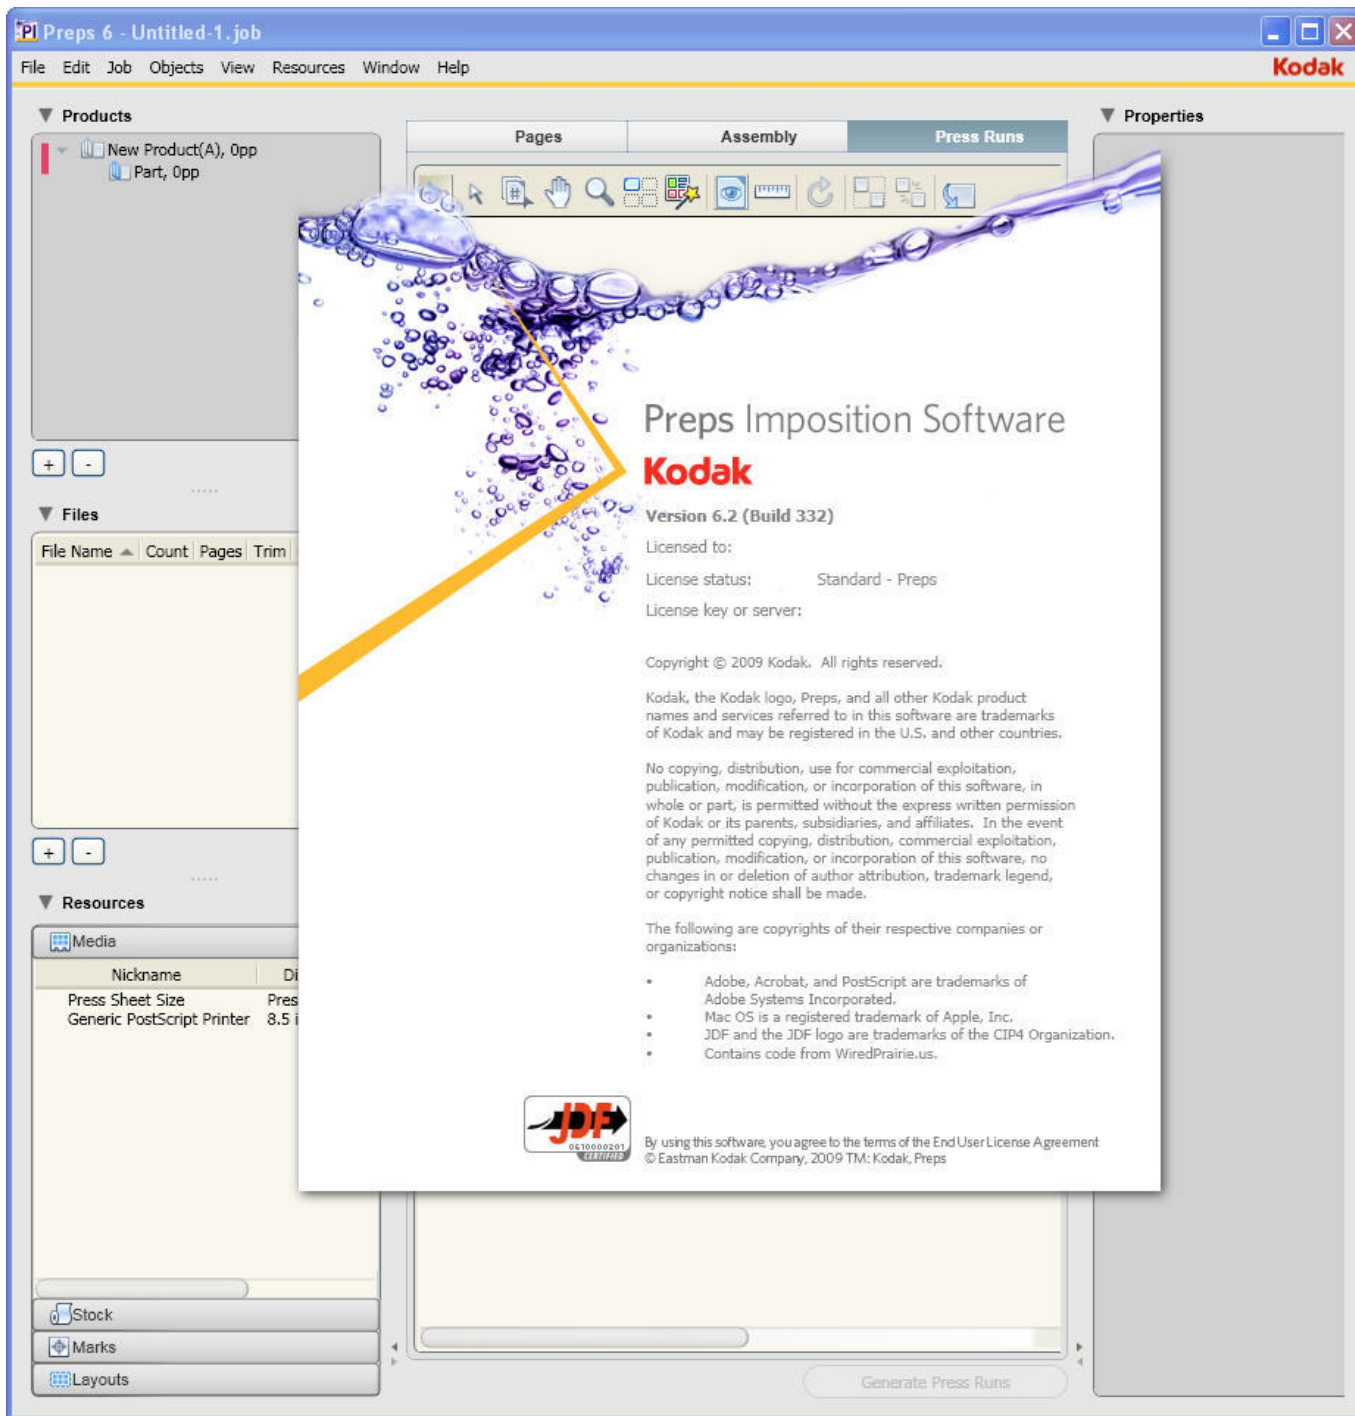 Preps 6 - Untitled-1.job
File Edit Job Objects View Resources Window Help
Kodak
Products
New Product(A), 0pp
Part, 0pp
+ -
Files
File Name Count Pages Trim
+ -
Resources
Media
Nickname Di
Press Sheet Size Pres
Generic PostScript Printer 8.5 i
Stock
Marks
Layouts
Pages Assembly Press Runs
Preps Imposition Software
Kodak
Version 6.2 (Build 332)
Licensed to:
License status: Standard - Preps
License key or server:
Copyright © 2009 Kodak. All rights reserved.
Kodak, the Kodak logo, Preps, and all other Kodak product
names and services referred to in this software are trademarks
of Kodak and may be registered in the U.S. and other countries.
No copying, distribution, use for commercial exploitation,
publication, modification, or incorporation of this software, in
whole or part, is permitted without the express written permission
of Kodak or its parents, subsidiaries, and affiliates. In the event
of any permitted copying, distribution, commercial exploitation,
publication, modification, or incorporation of this software, no
changes in or deletion of author attribution, trademark legend,
or copyright notice shall be made.
The following are copyrights of their respective companies or
organizations:
• Adobe, Acrobat, and PostScript are trademarks of
Adobe Systems Incorporated.
• Mac OS is a registered trademark of Apple, Inc.
• JDF and the JDF logo are trademarks of the CIP4 Organization.
• Contains code from WiredPrairie.us.
JDF
0610000201
CERTIFIED
By using this software, you agree to the terms of the End User License Agreement
© Eastman Kodak Company, 2009 TM: Kodak, Preps
Generate Press Runs
Properties